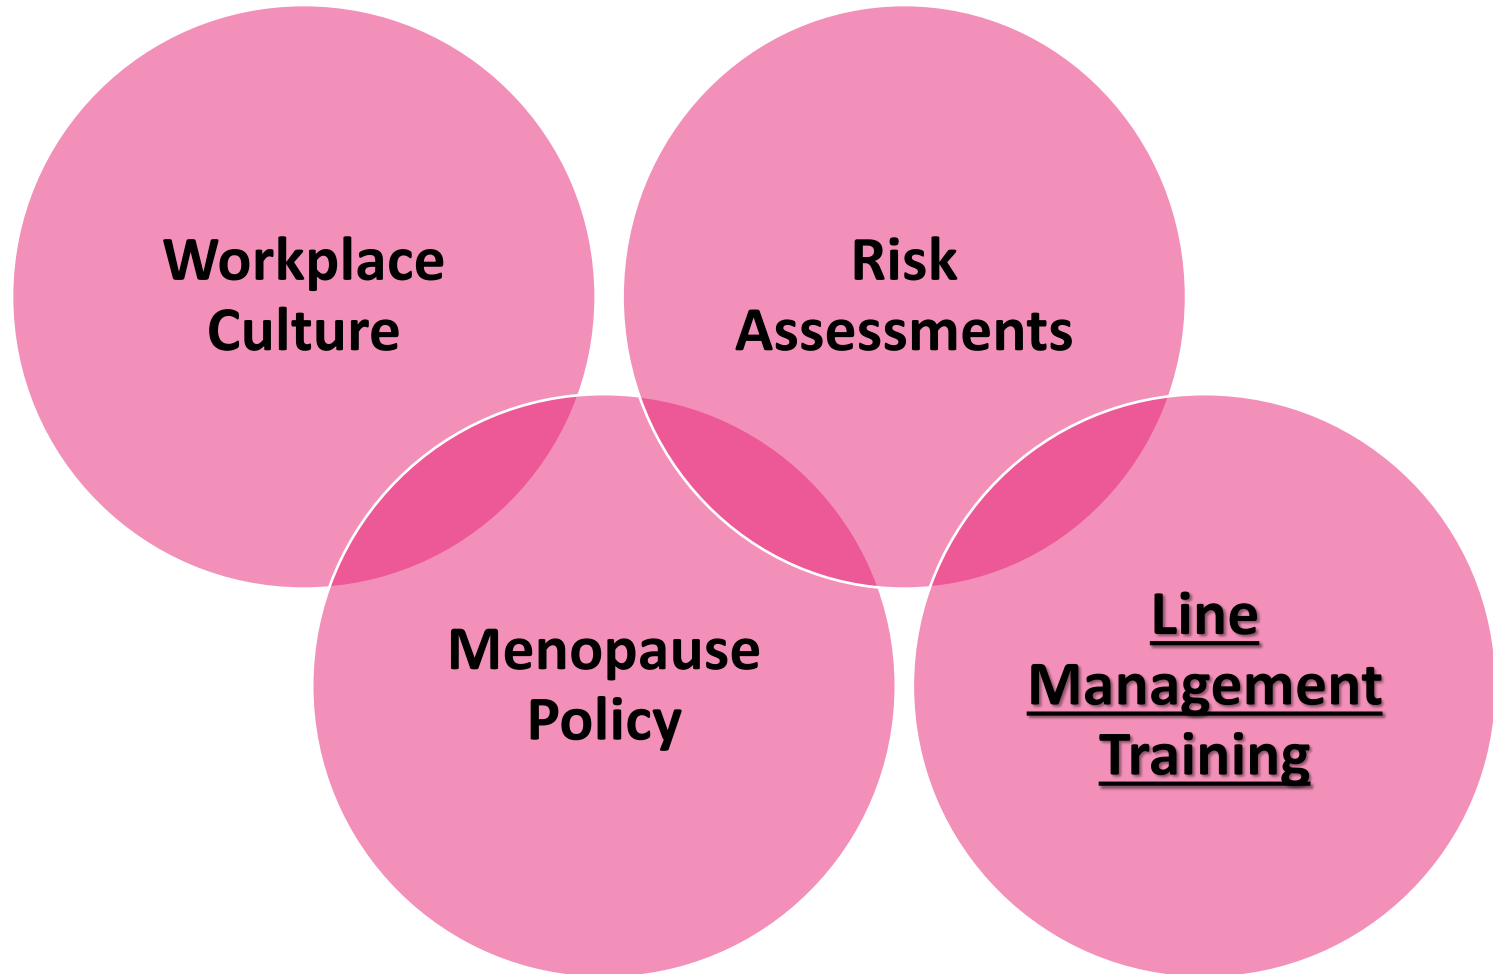 Workplace
Culture
Risk
Assessments
Menopause
Policy
Line
Management
Training